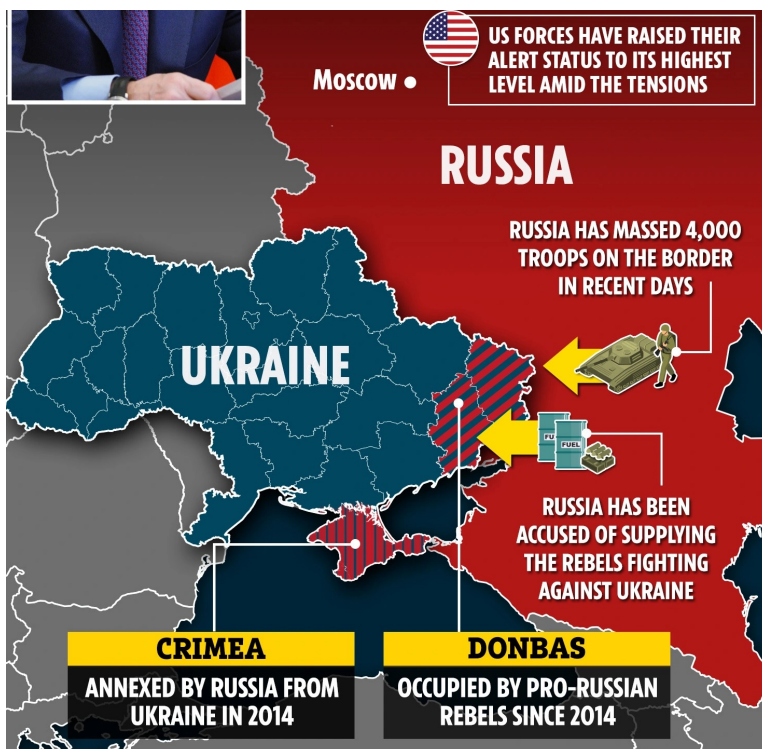 US FORCES HAVE RAISED THEIR
ALERT STATUS TO ITS HIGHEST
LEVEL AMID THE TENSIONS
Moscow
RUSSIA
RUSSIA HAS MASSED 4,000
TROOPS ON THE BORDER
IN RECENT DAYS
UKRAINE
FU
FUEL
RUSSIA HAS BEEN
ACCUSED OF SUPPLYING
THE REBELS FIGHTING
AGAINST UKRAINE
CRIMEA
ANNEXED BY RUSSIA FROM
UKRAINE IN 2014
DONBAS
OCCUPIED BY PRO-RUSSIAN
REBELS SINCE 2014